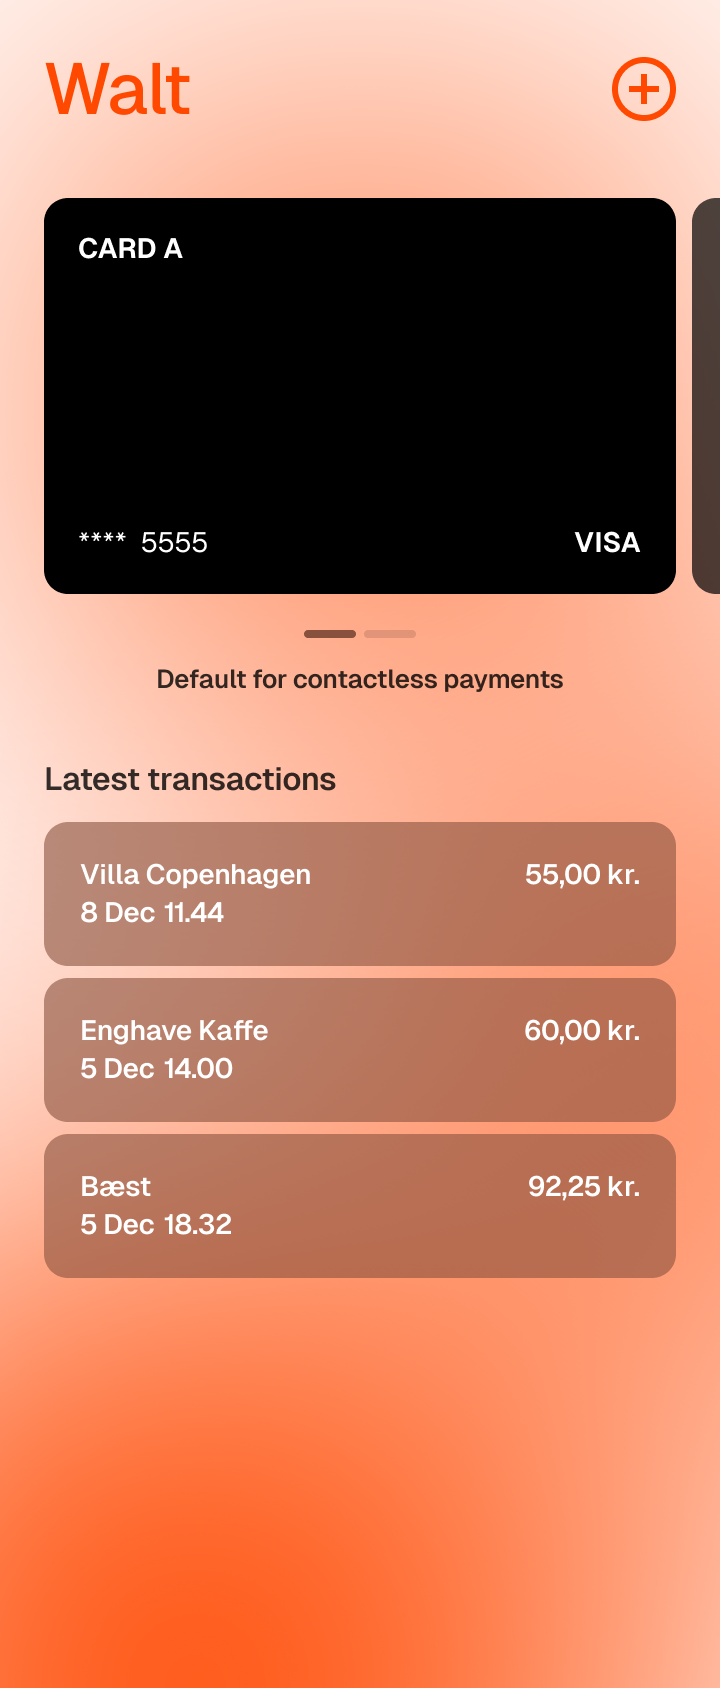 Walt
CARD A
**** 5555 VISA
Default for contactless payments
Latest transactions
Villa Copenhagen 55,00 kr.
8 Dec 11.44
Enghave Kaffe 60,00 kr.
5 Dec 14.00
Bæst 92,25 kr.
5 Dec 18.32